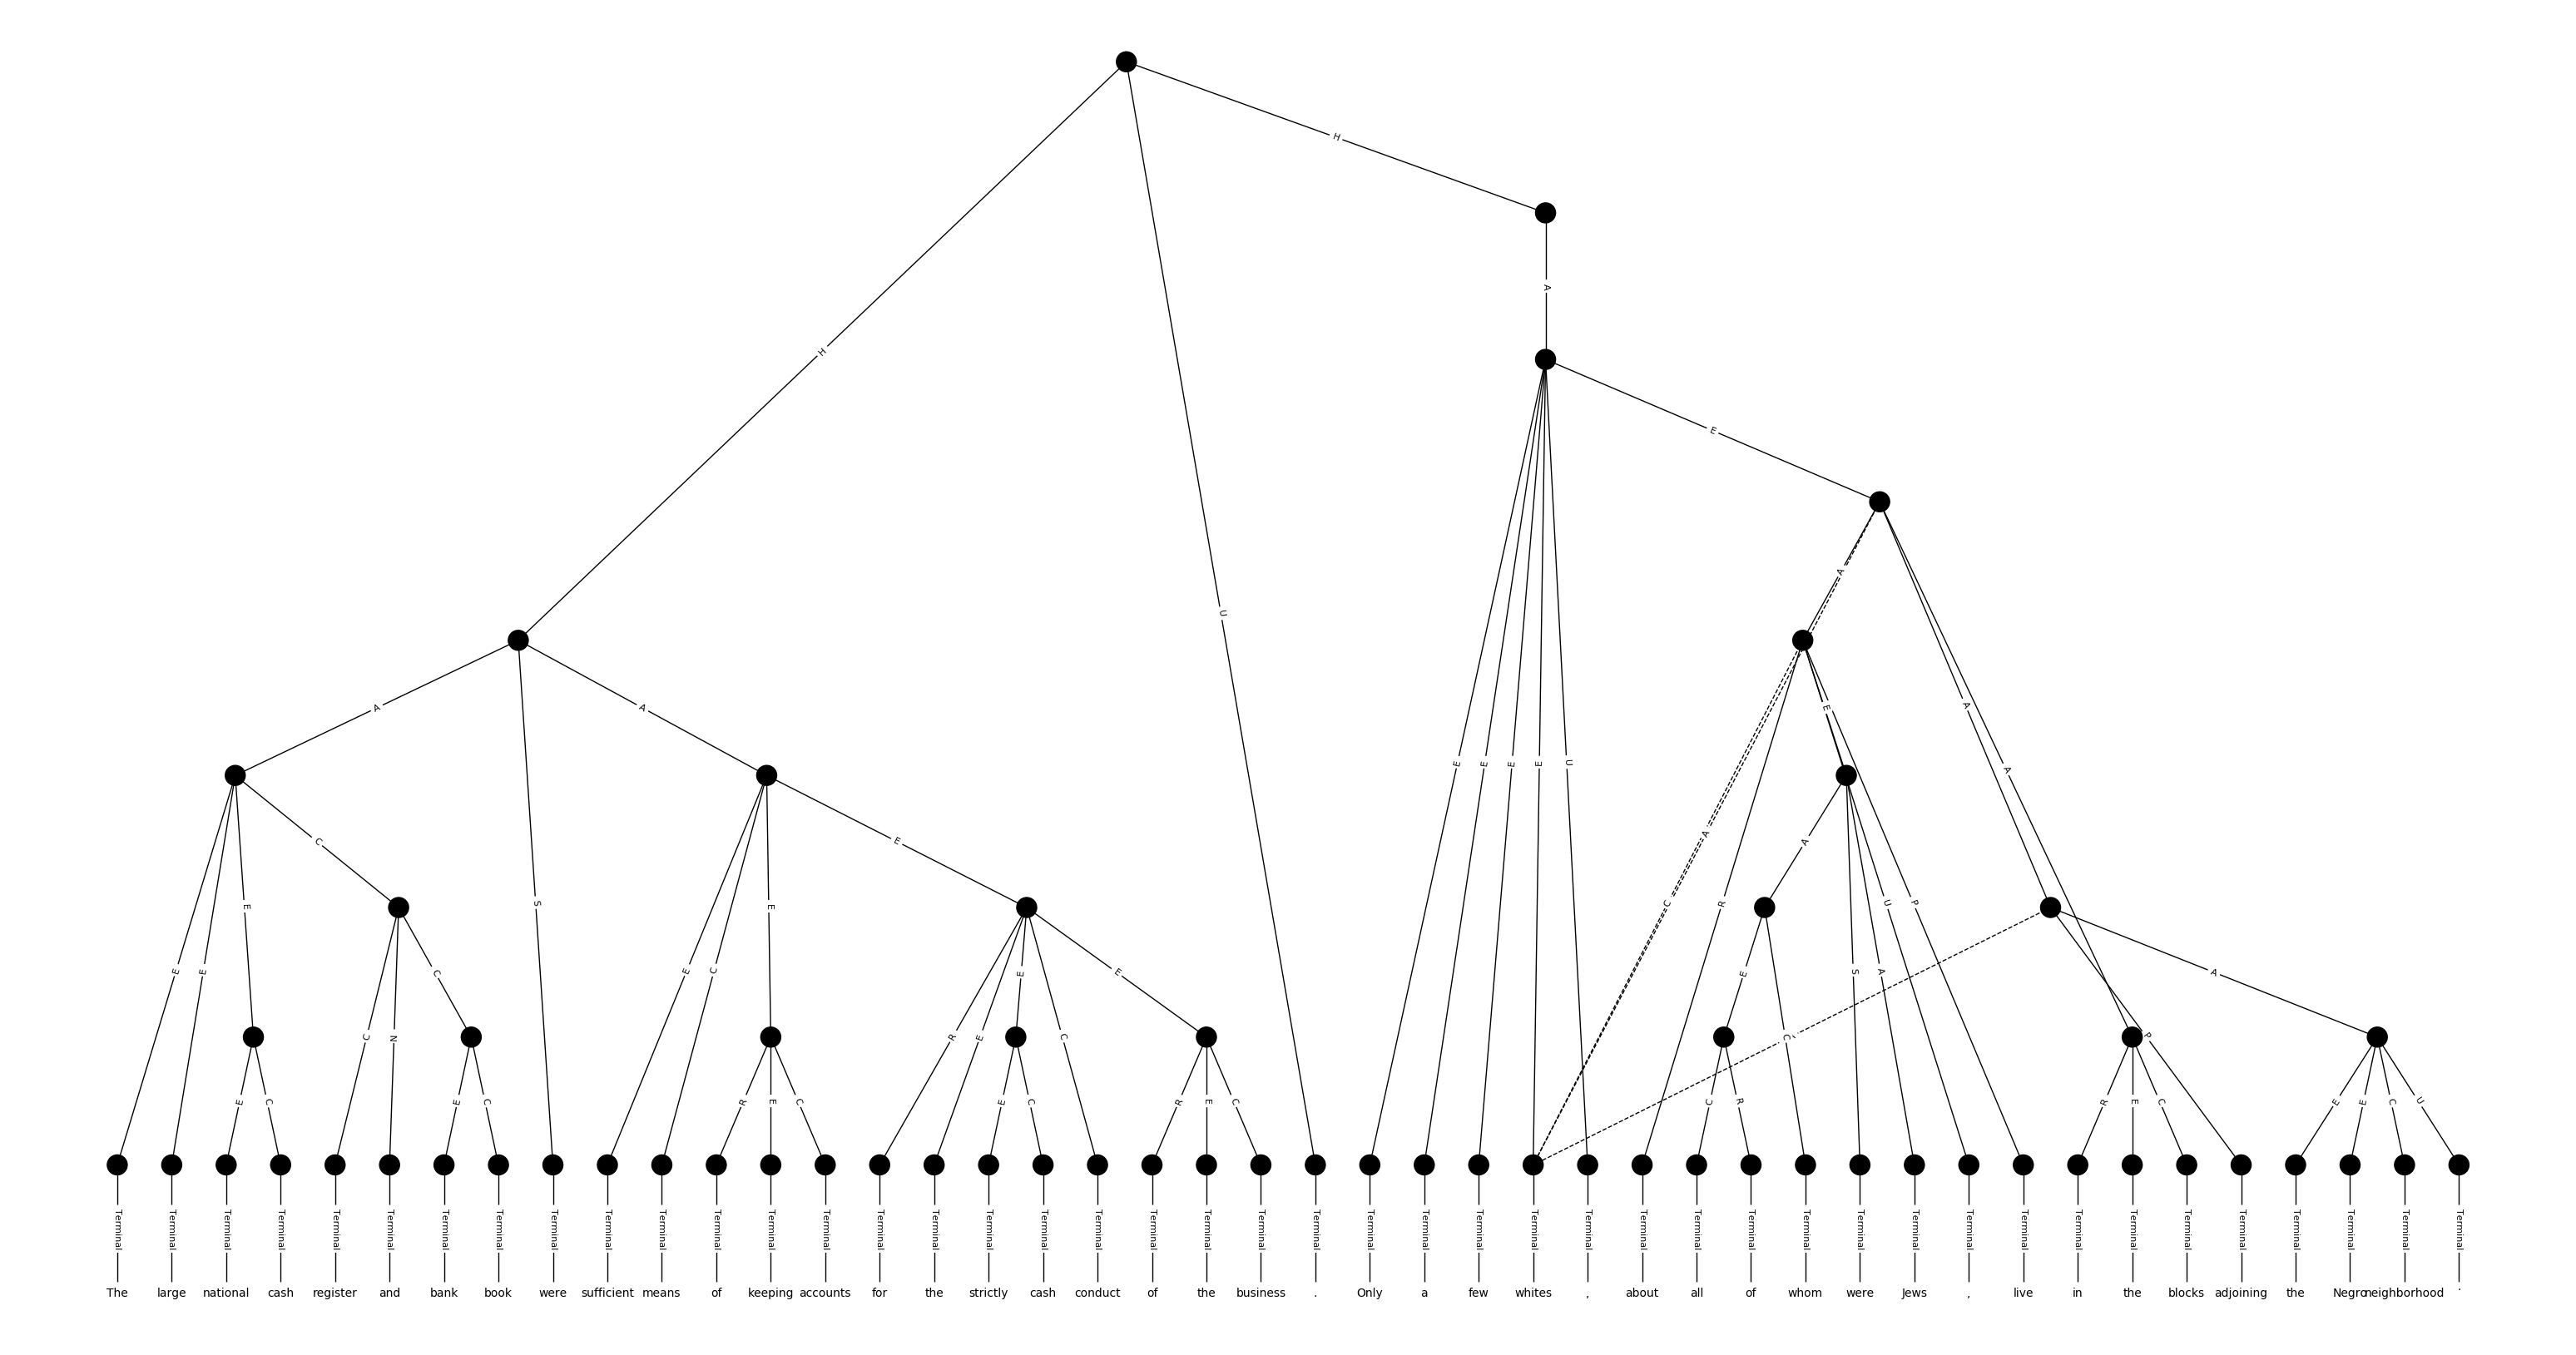 H
H
A
H
E
A
U
A A E A
E E E E U A
C E C A
E R S E U P
C A
E E S E C E E S A A
C N C E R E E C C P
E C E C R E C E C R E C C R R E C E E C U
Terminal Terminal Terminal Terminal Terminal Terminal Terminal Terminal Terminal Terminal Terminal Terminal Terminal Terminal Terminal Terminal Terminal Terminal Terminal Terminal Terminal Terminal Terminal Terminal Terminal Terminal Terminal Terminal Terminal Terminal Terminal Terminal Terminal Terminal Terminal Terminal Terminal Terminal Terminal Terminal Terminal Terminal Terminal Terminal
The large national cash register and bank book were sufficient means of keeping accounts for the strictly cash conduct of the business . Only a few whites , about all of whom were Jews , live in the blocks adjoining the Negro neighborhood .